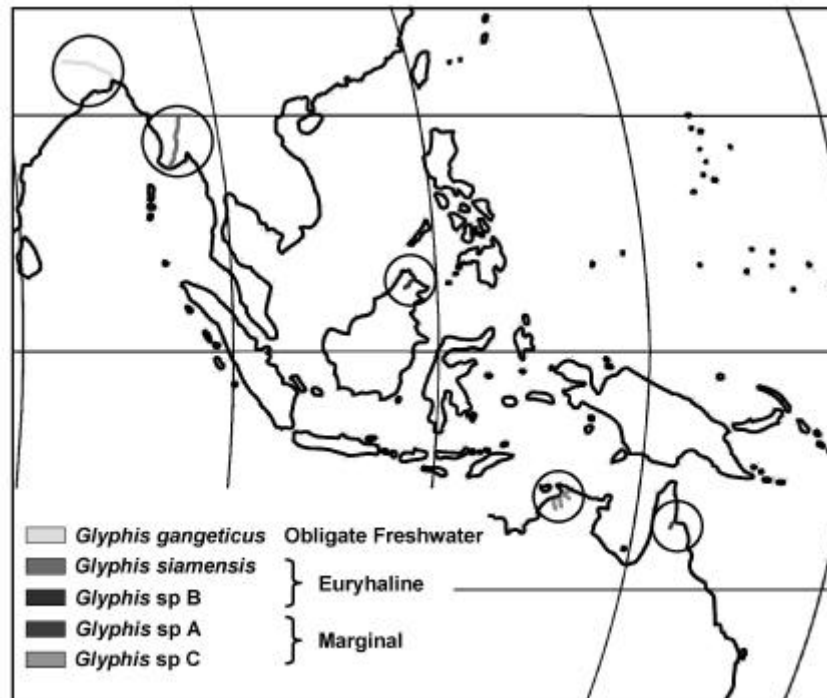 Glyphis gangeticus Obligate Freshwater
Glyphis siamensis
Euryhaline
Glyphis sp B
Glyphis sp A
Marginal
Glyphis sp C